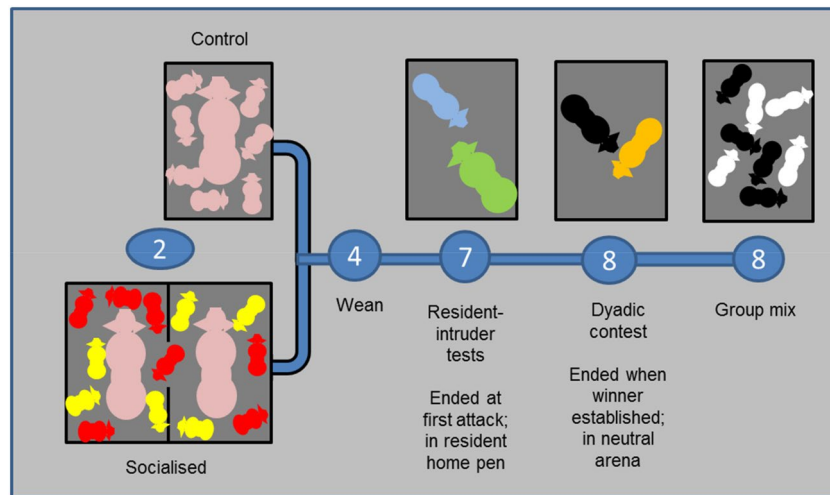 Control
2
Socialised
4
Wean
7
Resident-
intruder
tests
Ended at
first attack;
in resident
home pen
8
Dyadic
contest
Ended when
winner
established;
in neutral
arena
8
Group mix